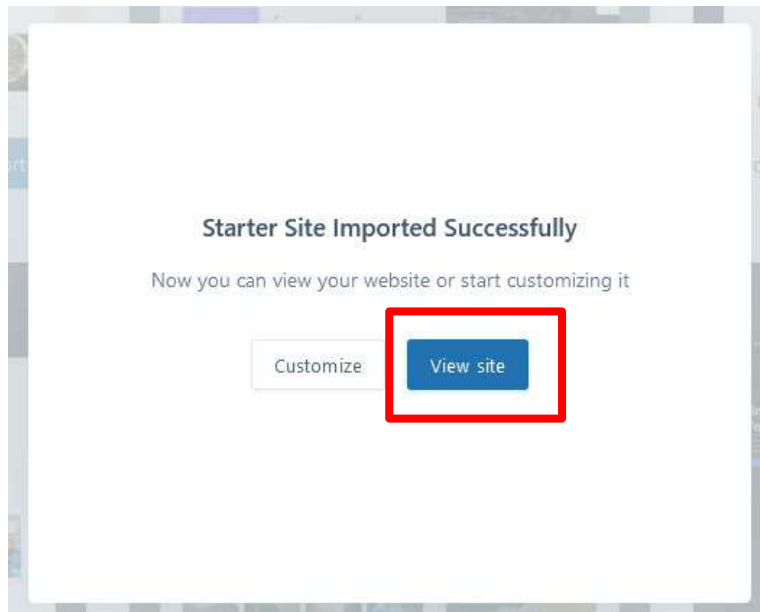 Starter Site Imported Successfully
Now you can view your website or start customizing it
Customize View site